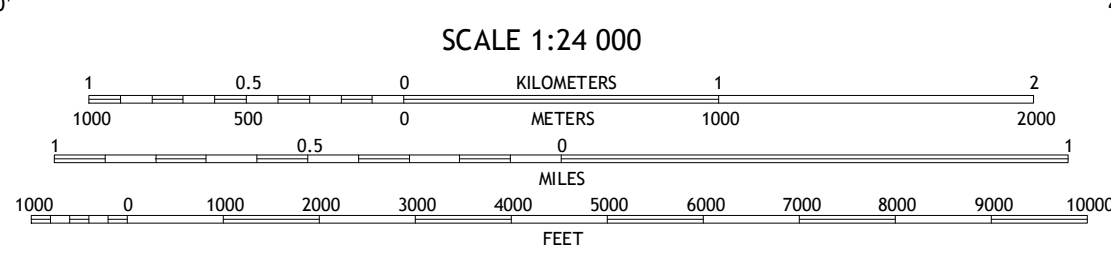 0'
SCALE 1:24 000
1 0.5 0 KILOMETERS 1 2
1000 500 0 METERS 1000 2000
1 0.5 0 1
MILES
1000 0 1000 2000 3000 4000 5000 6000 7000 8000 9000 10000
FEET